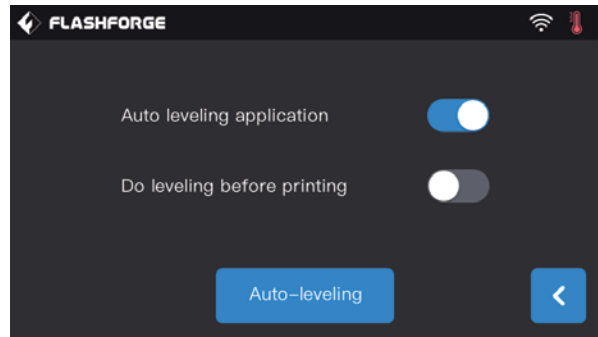 FLASHFORGE
Auto leveling application
Do leveling before printing
Auto-leveling